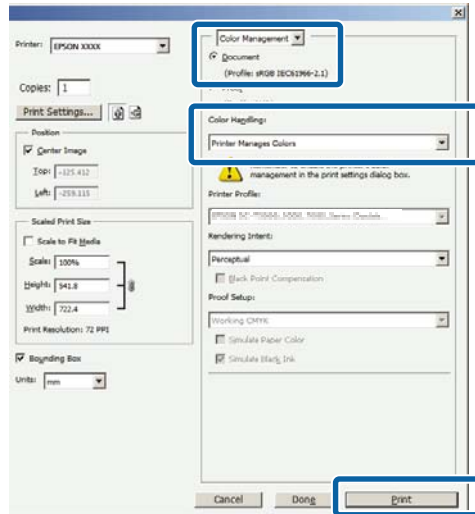 Printer: EPSON XXXX
Copies: 1
Print Settings...
Position
Center Image
Top: -125.412
Left: -259.115
Scaled Print Size
Scale to Fit Media
Scale: 100%
Height: 541.8
Width: 722.4
Print Resolution: 72 PPI
Bounding Box
Units: mm
Color Management
Document
(Profile: sRGB IEC61966-2.1)
Color Handling:
Printer Manages Colors
management in the print settings dialog box.
Printer Profile:
Rendering Intent:
Perceptual
Black Point Compensation
Proof Setup:
Working CMYK
Simulate Paper Color
Simulate Black Ink
Cancel
Done
Print